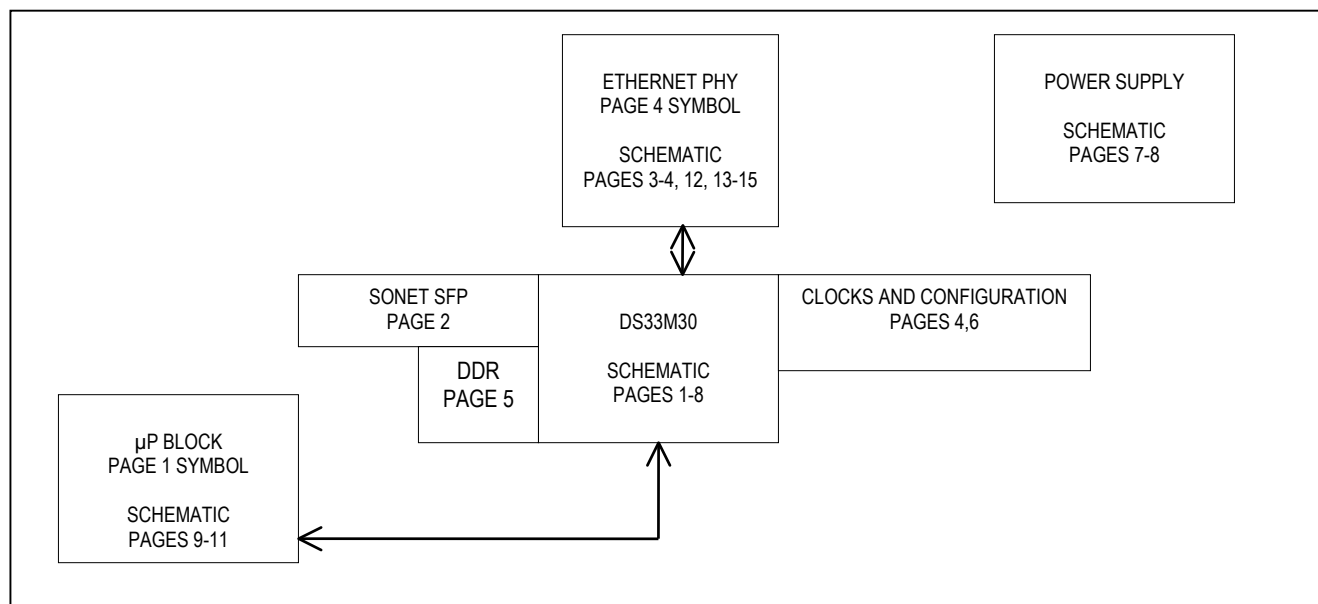 ETHERNET PHY
PAGE 4 SYMBOL
SCHEMATIC
PAGES 3-4, 12, 13-15
POWER SUPPLY
SCHEMATIC
PAGES 7-8
SONET SFP
PAGE 2
DS33M30
SCHEMATIC
PAGES 1-8
CLOCKS AND CONFIGURATION
PAGES 4,6
DDR
PAGE 5
µP BLOCK
PAGE 1 SYMBOL
SCHEMATIC
PAGES 9-11